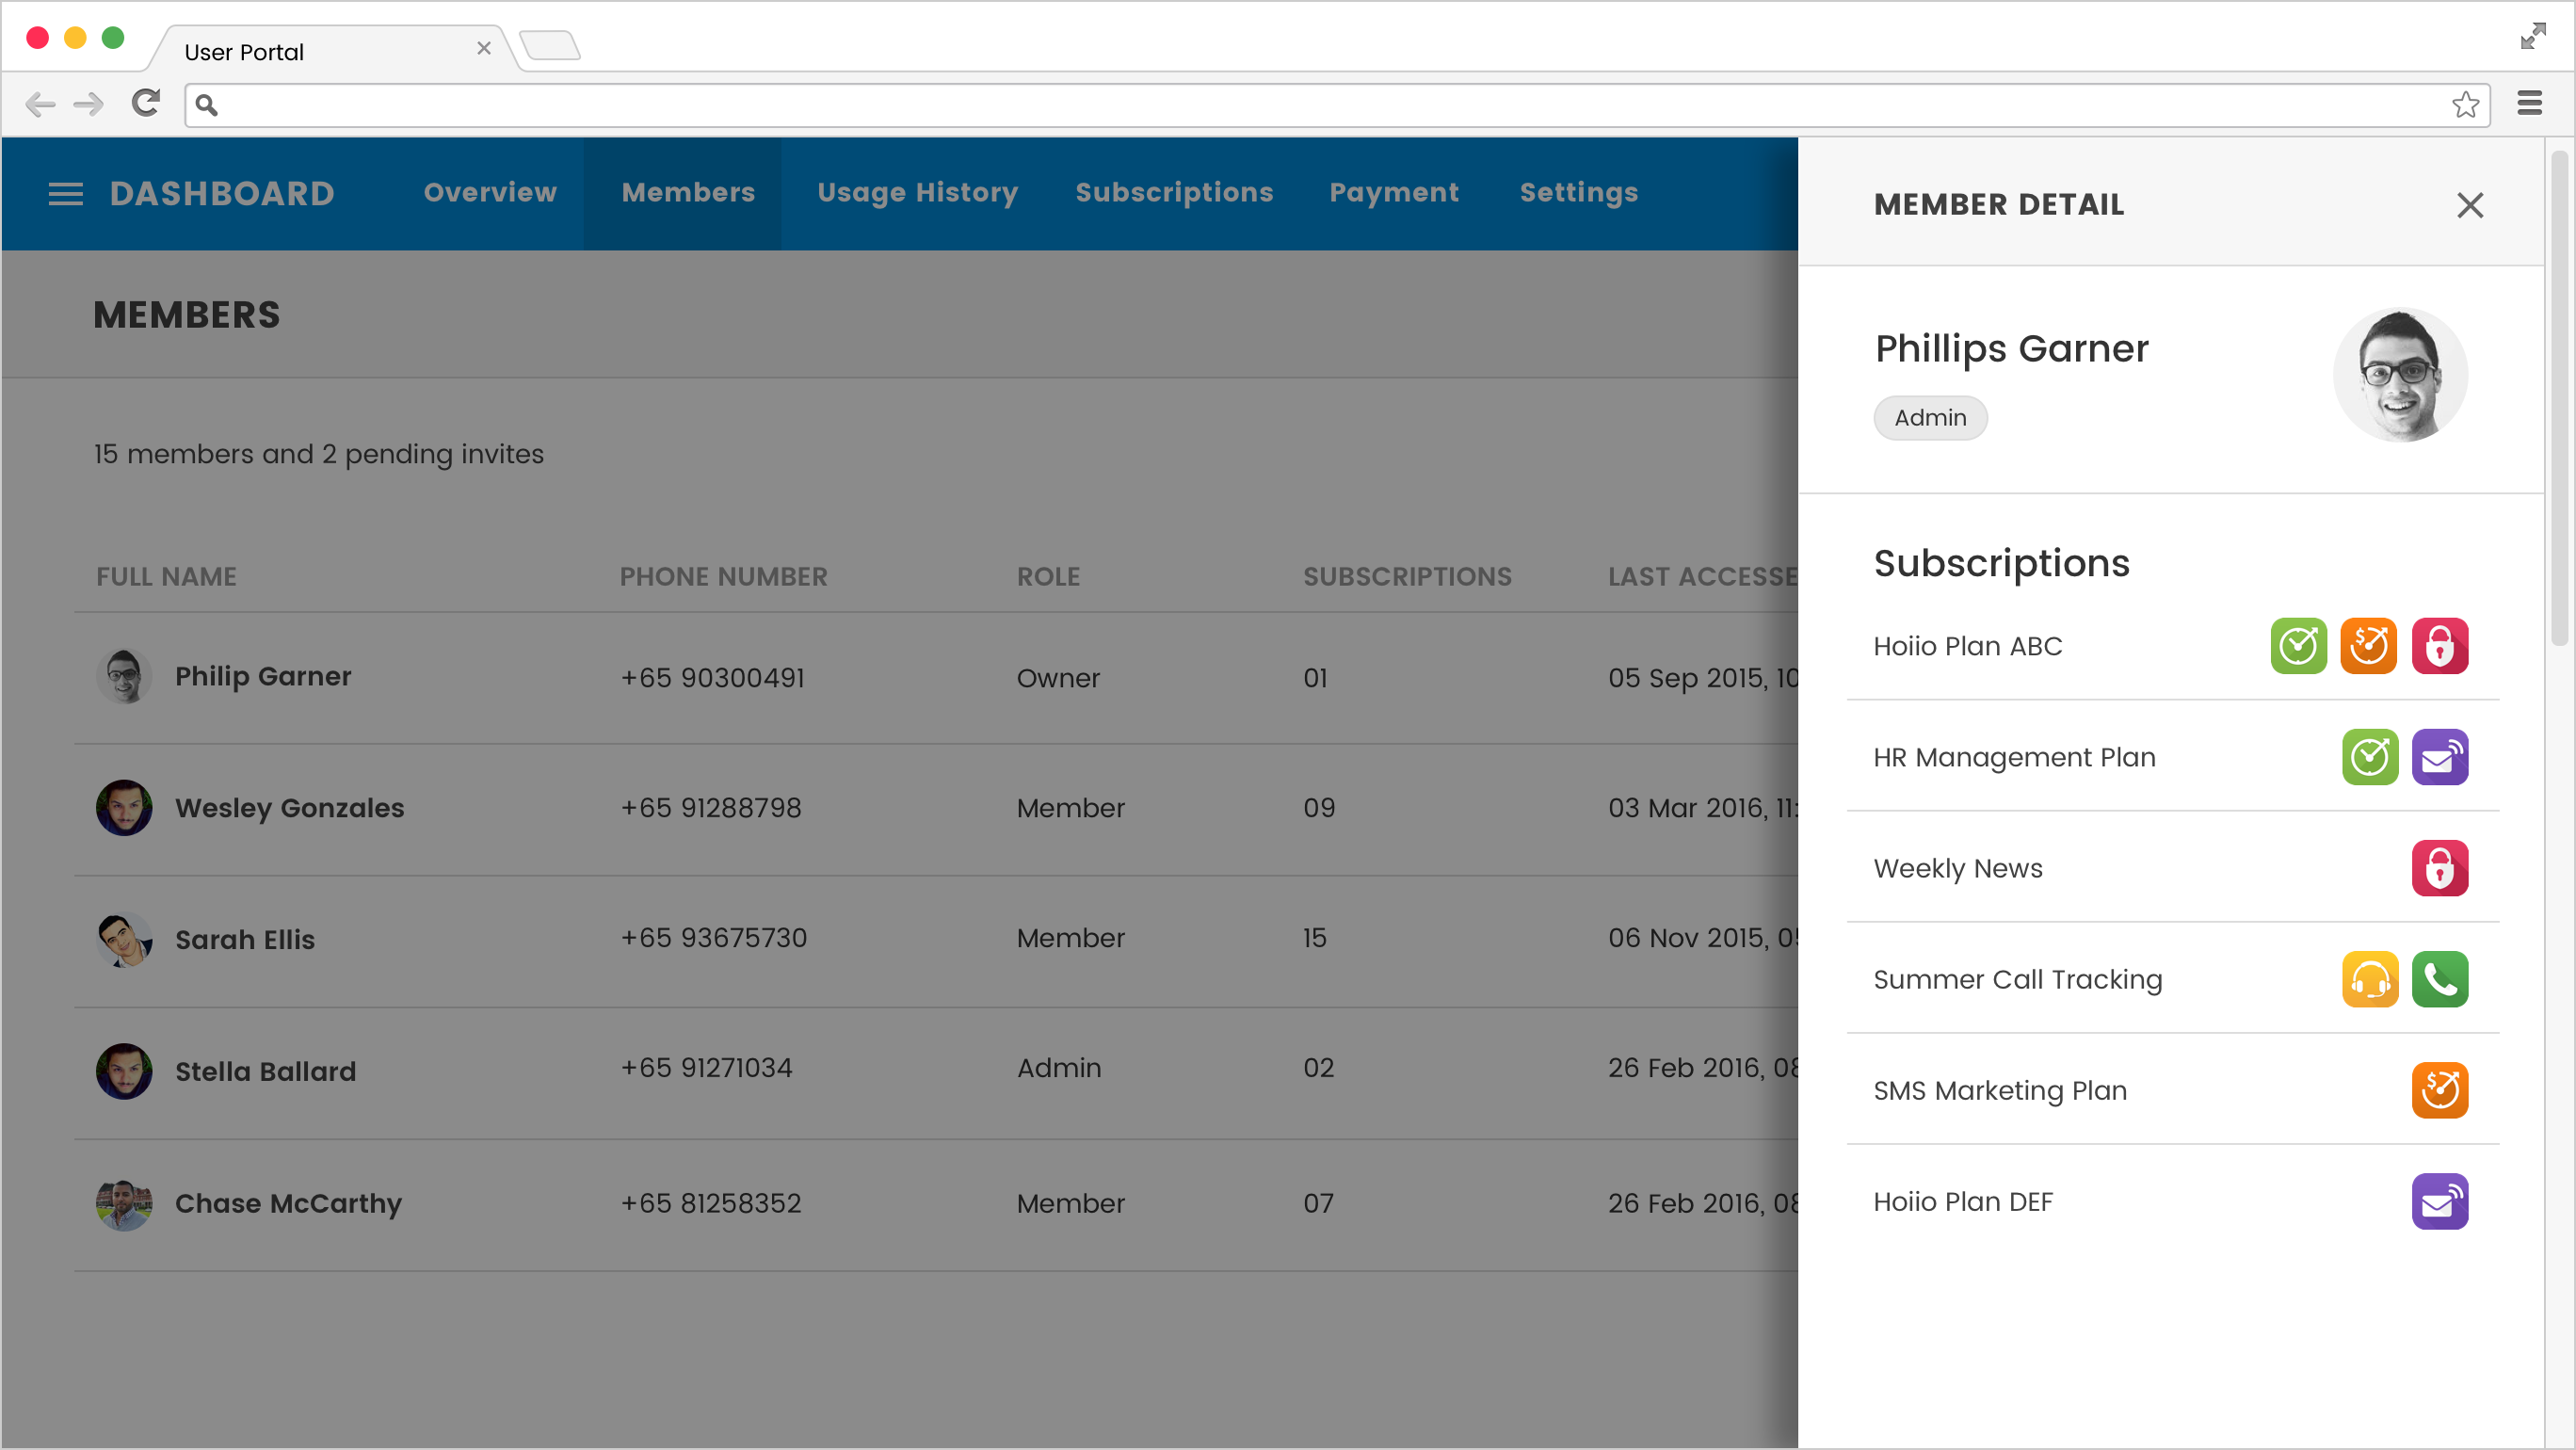 User Portal
DASHBOARD Overview Members Usage History Subscriptions Payment Settings
MEMBERS
15 members and 2 pending invites
FULL NAME PHONE NUMBER ROLE SUBSCRIPTIONS LAST ACCESSE
Philip Garner +65 90300491 Owner 01 05 Sep 2015, 10
Wesley Gonzales +65 91288798 Member 09 03 Mar 2016, 11:
Sarah Ellis +65 93675730 Member 15 06 Nov 2015, 05
Stella Ballard +65 91271034 Admin 02 26 Feb 2016, 08
Chase McCarthy +65 81258352 Member 07 26 Feb 2016, 08
MEMBER DETAIL
Phillips Garner
Admin
Subscriptions
Hoiio Plan ABC
HR Management Plan
Weekly News
Summer Call Tracking
SMS Marketing Plan
Hoiio Plan DEF